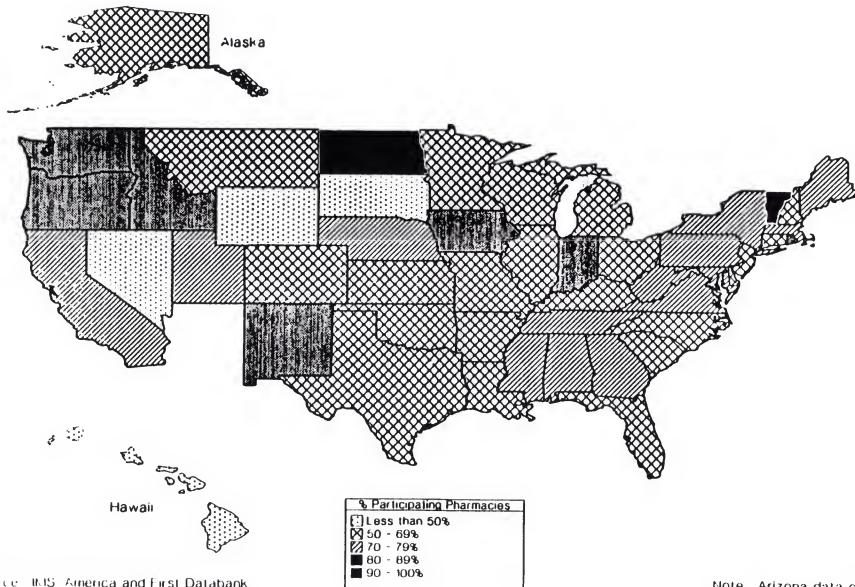 Alaska
Hawaii
% Participating Pharmacies
Less than 50%
50 - 69%
70 - 79%
80 - 89%
90 - 100%
America and First Databank
Note Arizona data